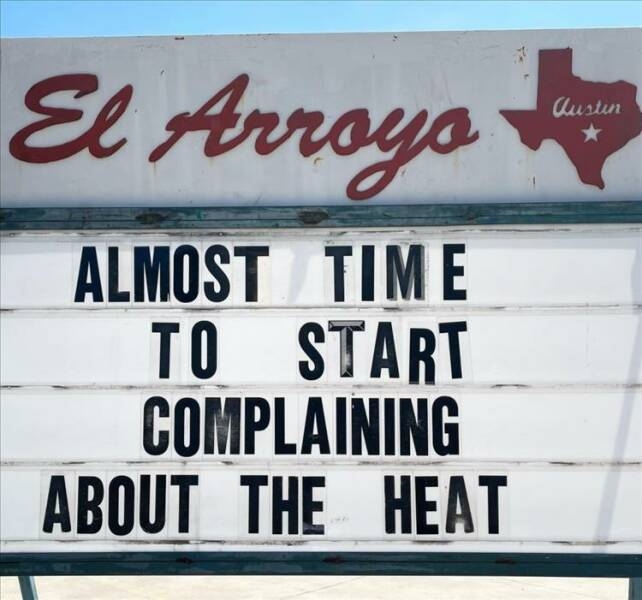 El Arroyo
Austin
ALMOST TIME
TO START
COMPLAINING
ABOUT THE HEAT